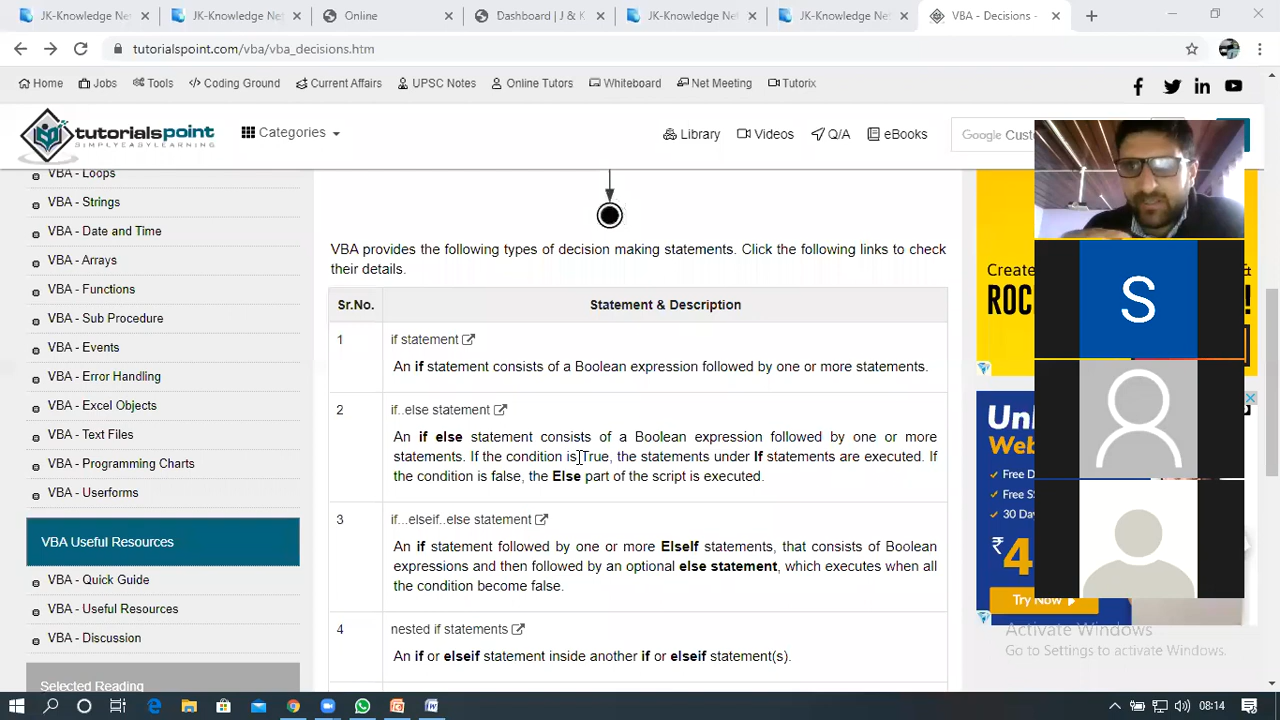 JK-Knowledge Ne
JK-Knowledge Net
Online
Dashboard | J & K
JK-Knowledge Net
JK-Knowledge Net
VBA - Decisions -
tutorialspoint.com/vba/vba_decisions.htm
Home Jobs Tools Coding Ground Current Affairs UPSC Notes Online Tutors Whiteboard Net Meeting Tutorix
tutorialspoint
SIMPLYEASYLEARNING
Categories
Library Videos Q/A eBooks
Google Cust
VBA - Loops
VBA - Strings
VBA - Date and Time
VBA - Arrays
VBA - Functions
VBA - Sub Procedure
VBA - Events
VBA - Error Handling
VBA - Excel Objects
VBA - Text Files
VBA - Programming Charts
VBA - Userforms
VBA Useful Resources
VBA - Quick Guide
VBA - Useful Resources
VBA - Discussion
Selected Reading
VBA provides the following types of decision making statements. Click the following links to check
their details.
Sr.No. Statement & Description
1 if statement
An if statement consists of a Boolean expression followed by one or more statements.
2 if..else statement
An if else statement consists of a Boolean expression followed by one or more
statements. If the condition is True, the statements under If statements are executed. If
the condition is false, the Else part of the script is executed.
3 if...elseif..else statement
An if statement followed by one or more ElseIf statements, that consists of Boolean
expressions and then followed by an optional else statement, which executes when all
the condition become false.
4 nested if statements
An if or elseif statement inside another if or elseif statement(s).
Create
ROC
!
S
Unl
Free D
Free S
30 Day
₹4
Try Now
Activate Windows
Go to Settings to activate Windows.
08:14